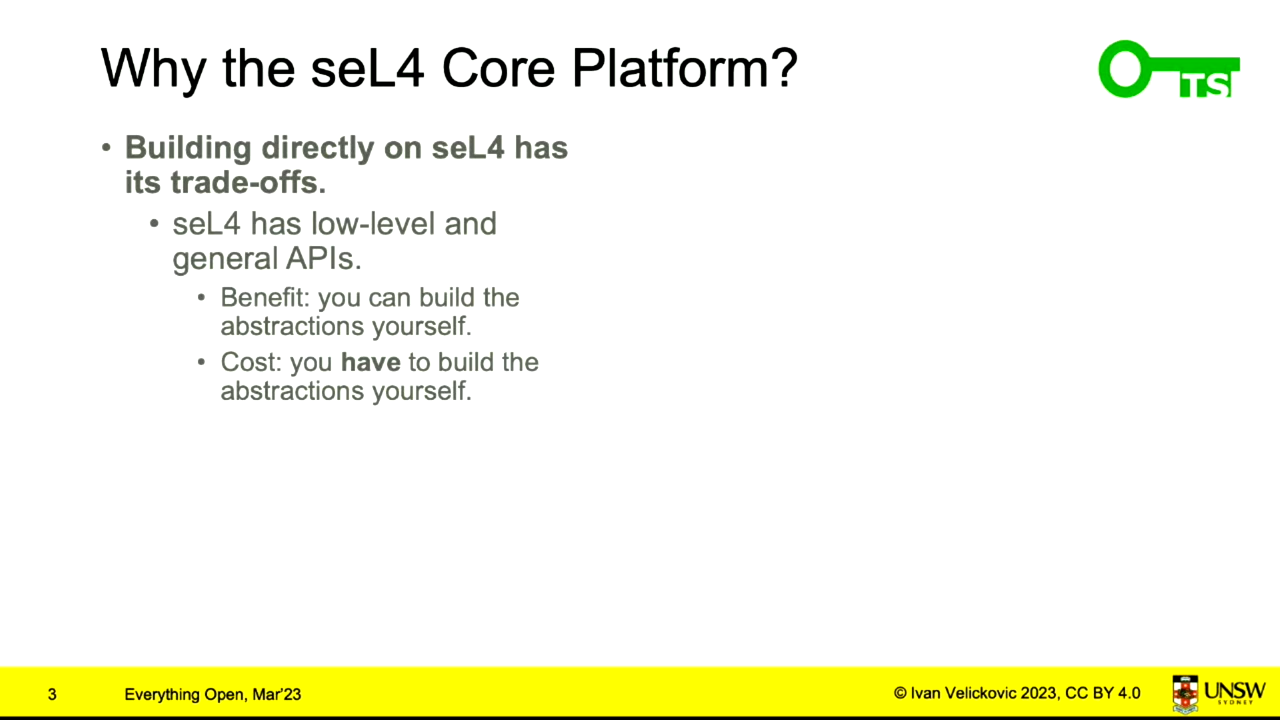 Why the seL4 Core Platform?
TS
• Building directly on seL4 has
its trade-offs.
• seL4 has low-level and
general APIs.
• Benefit: you can build the
abstractions yourself.
• Cost: you have to build the
abstractions yourself.
3
Everything Open, Mar'23
© Ivan Velickovic 2023, CC BY 4.0
UNSW
SYDNEY